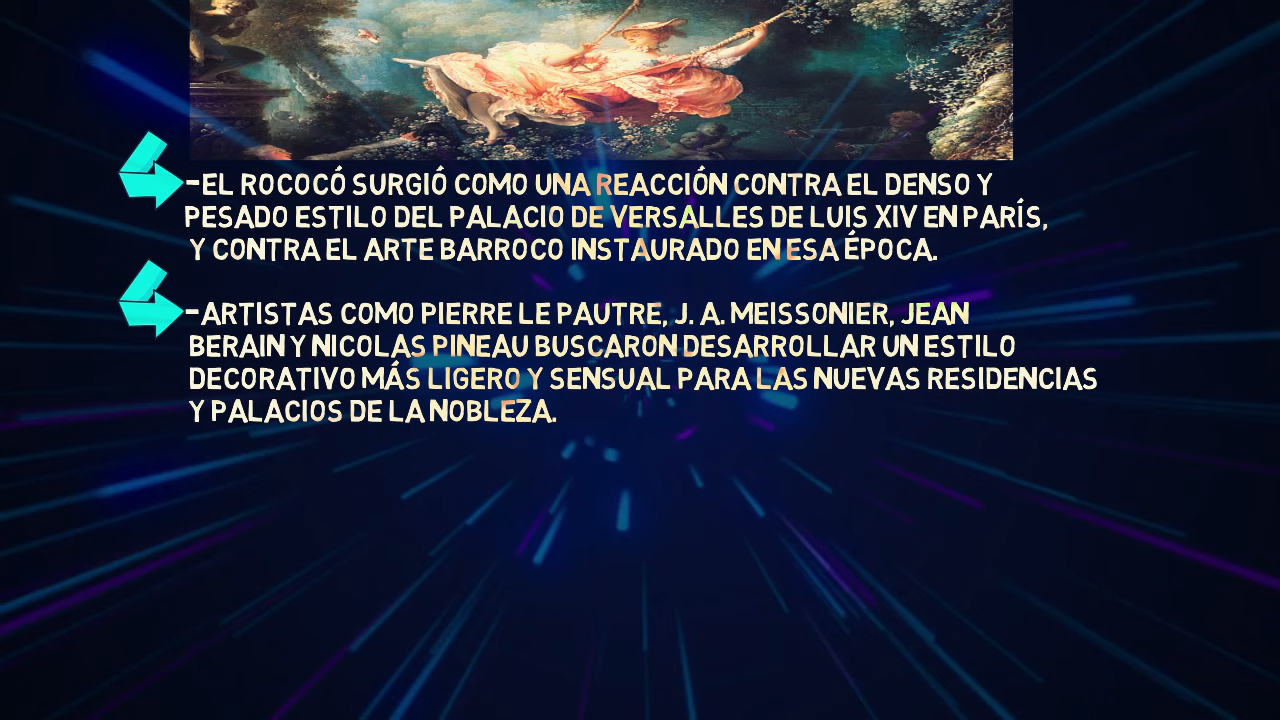 -EL ROCOCÓ SURGIÓ COMO UNA REACCIÓN CONTRA EL DENSO Y
PESADO ESTILO DEL PALACIO DE VERSALLES DE LUIS XIV EN PARÍS,
Y CONTRA EL ARTE BARROCO INSTAURADO EN ESA ÉPOCA.
-ARTISTAS COMO PIERRE LE PAUTRE, J. A. MEISSONIER, JEAN
BERAIN Y NICOLAS PINEAU BUSCARON DESARROLLAR UN ESTILO
DECORATIVO MÁS LIGERO Y SENSUAL PARA LAS NUEVAS RESIDENCIAS
Y PALACIOS DE LA NOBLEZA.